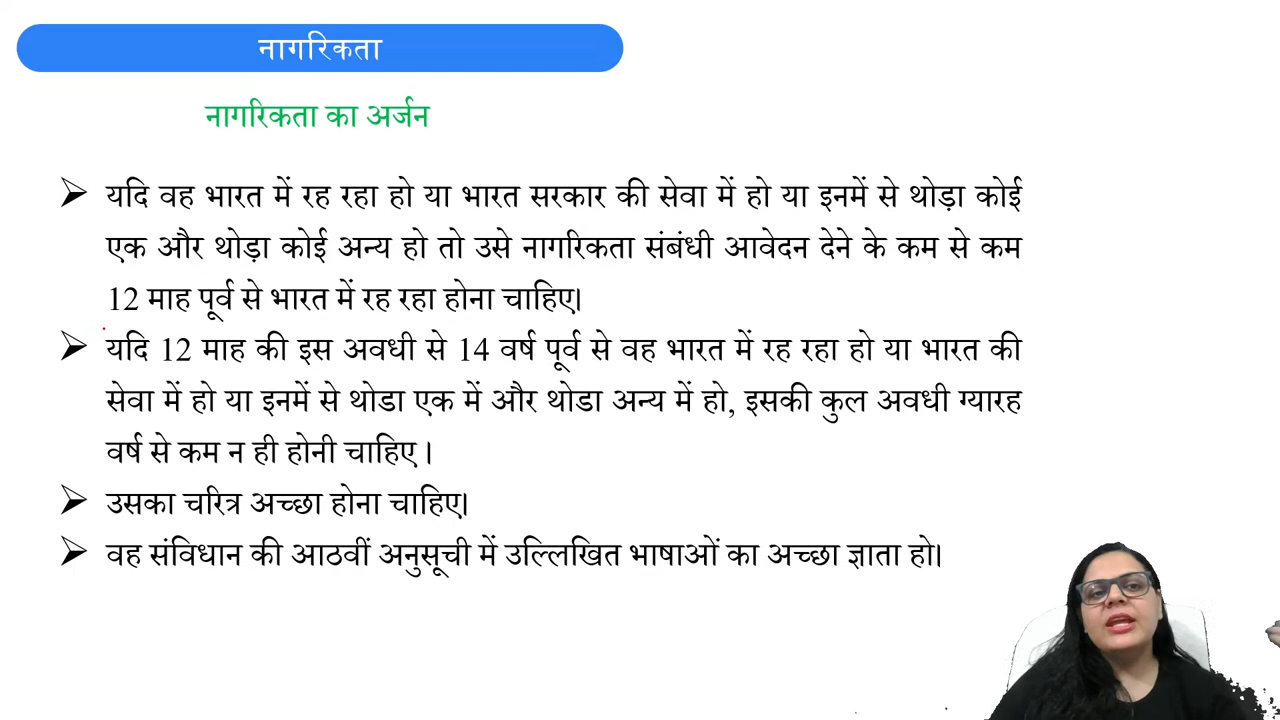 नागरिकता
नागरिकता का अर्जन
यदि वह भारत में रह रहा हो या भारत सरकार की सेवा में हो या इनमें से थोड़ा कोई
एक और थोड़ा कोई अन्य हो तो उसे नागरिकता संबंधी आवेदन देने के कम से कम
12 माह पूर्व से भारत में रह रहा होना चाहिए।
यदि 12 माह की इस अवधी से 14 वर्ष पूर्व से वह भारत में रह रहा हो या भारत की
सेवा में हो या इनमें से थोडा एक में और थोडा अन्य में हो, इसकी कुल अवधी ग्यारह
वर्ष से कम न ही होनी चाहिए ।
उसका चरित्र अच्छा होना चाहिए।
वह संविधान की आठवीं अनुसूची में उल्लिखित भाषाओं का अच्छा ज्ञाता हो।